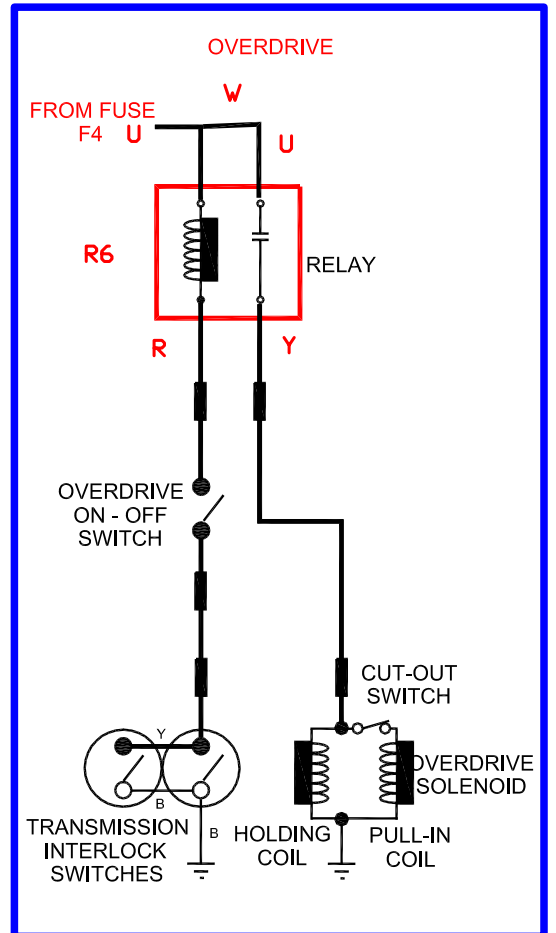 OVERDRIVE
W
FROM FUSE
F4 U
U
R6
RELAY
R
Y
OVERDRIVE
ON - OFF
SWITCH
CUT-OUT
SWITCH
Y
B
OVERDRIVE
SOLENOID
B
TRANSMISSION
INTERLOCK
SWITCHES
HOLDING
COIL
PULL-IN
COIL